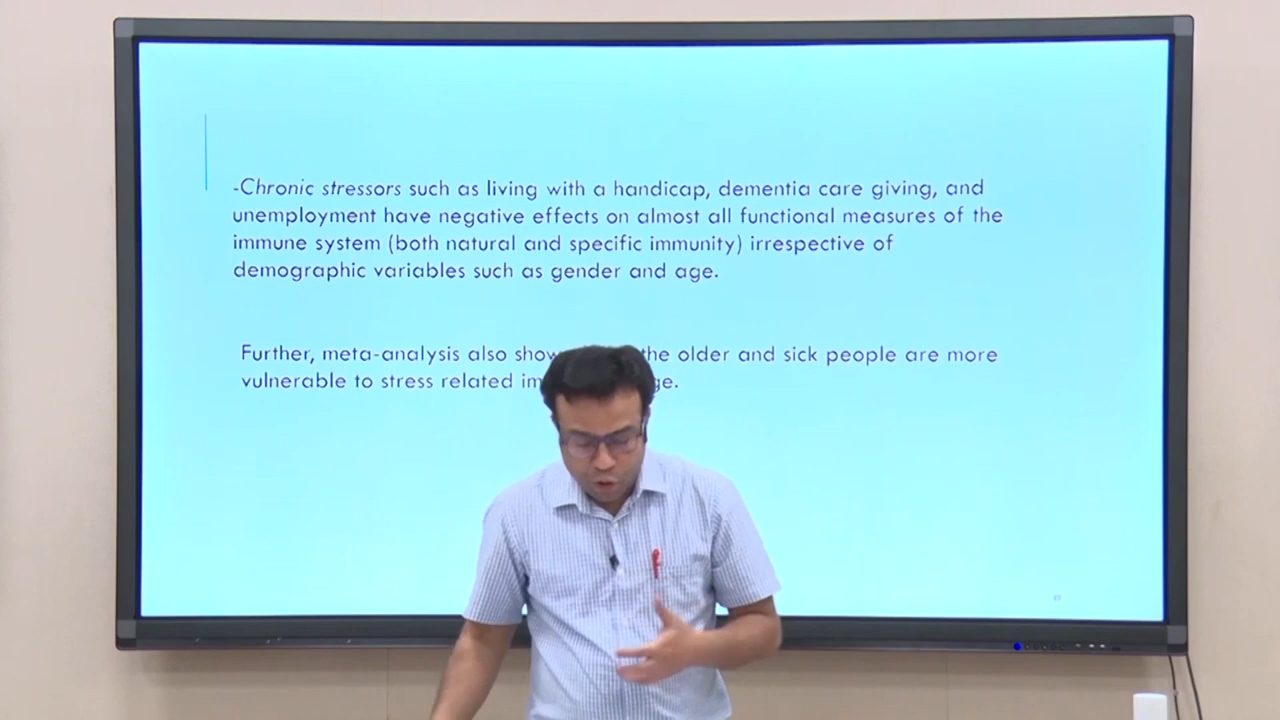 -Chronic stressors such as living with a handicap, dementia care giving, and
unemployment have negative effects on almost all functional measures of the
immune system (both natural and specific immunity) irrespective of
demographic variables such as gender and age.
Further, meta-analysis also the older and sick people are more
vulnerable to stress related